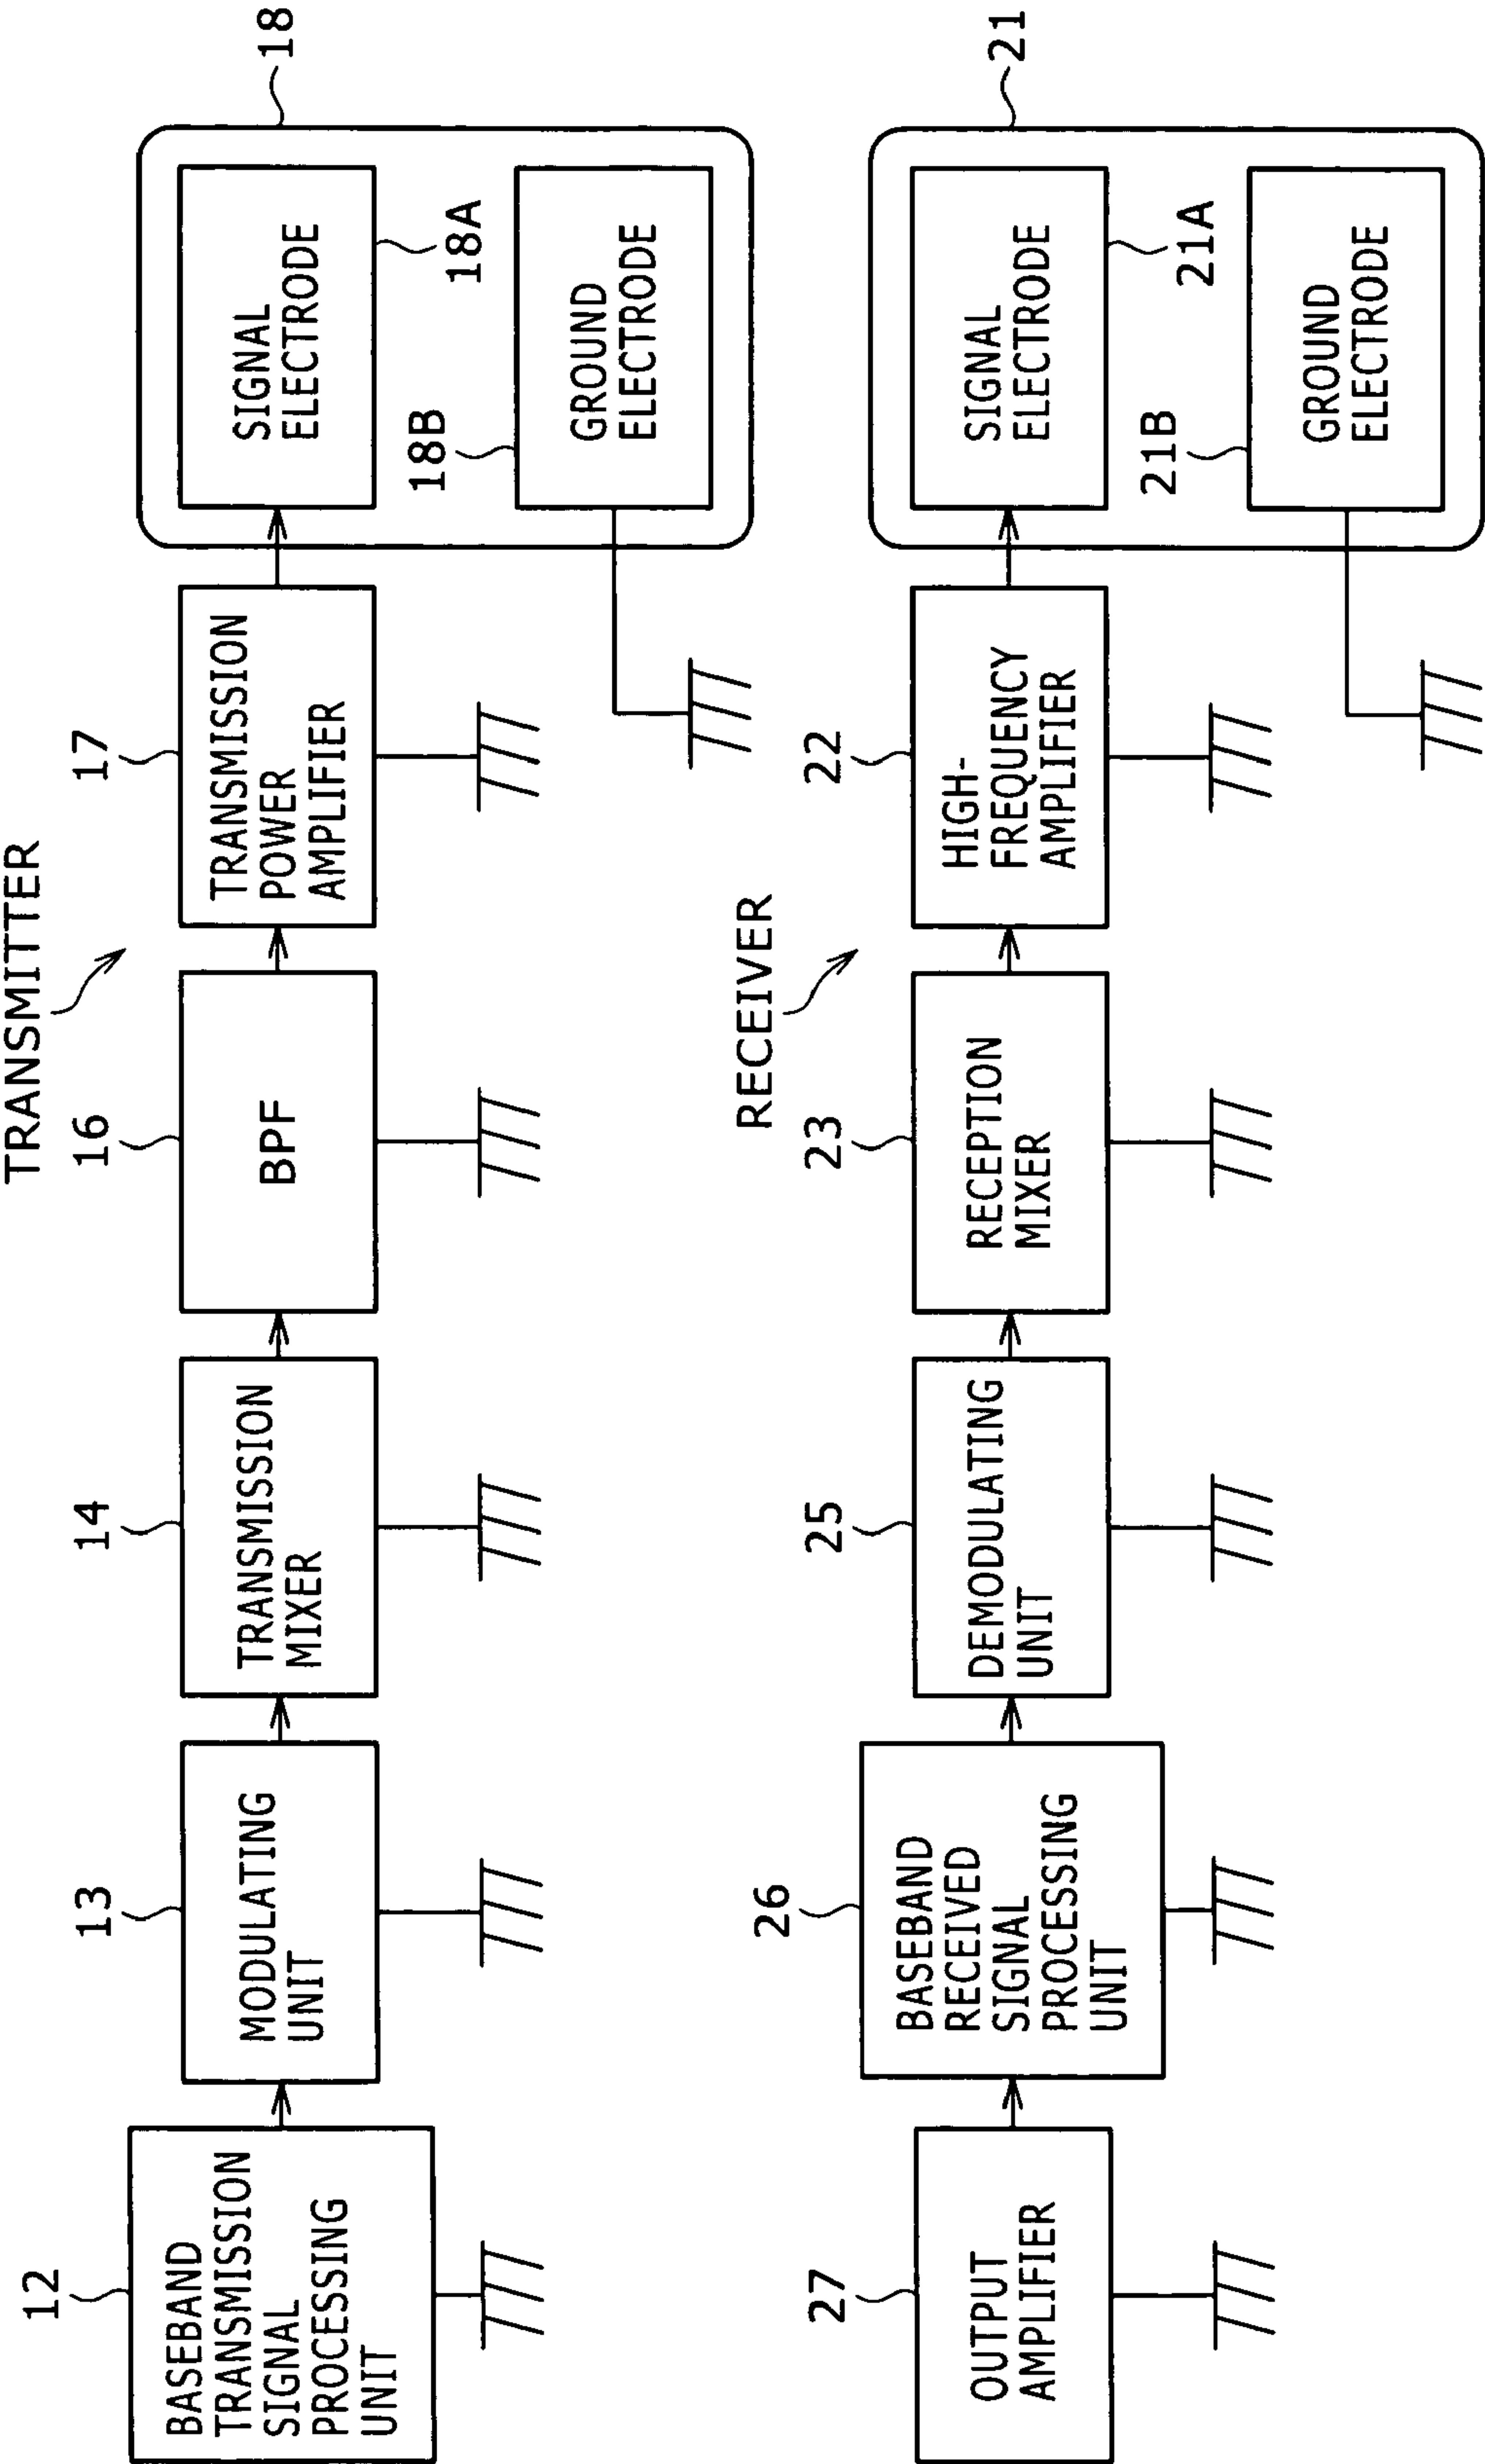 TRANSMITTER
12
BASEBAND
TRANSMISSION
SIGNAL
PROCESSING
UNIT
13
MODULATING
UNIT
14
TRANSMISSION
MIXER
16
BPF
17
TRANSMISSION
POWER
AMPLIFIER
18
SIGNAL
ELECTRODE
18A
18B
GROUND
ELECTRODE
RECEIVER
27
OUTPUT
AMPLIFIER
26
BASEBAND
RECEIVED
SIGNAL
PROCESSING
UNIT
25
DEMODULATING
UNIT
23
RECEPTION
MIXER
22
HIGH-
FREQUENCY
AMPLIFIER
21
SIGNAL
ELECTRODE
21A
21B
GROUND
ELECTRODE